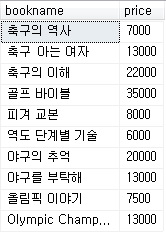 bookname price
축구의 역사 7000
축구 아는 여자 13000
축구의 이해 22000
골프 바이블 35000
피겨 교본 8000
역도 단계별 기술 6000
야구의 추억 20000
야구를 부탁해 13000
올림픽 이야기 7500
Olympic Champ... 13000